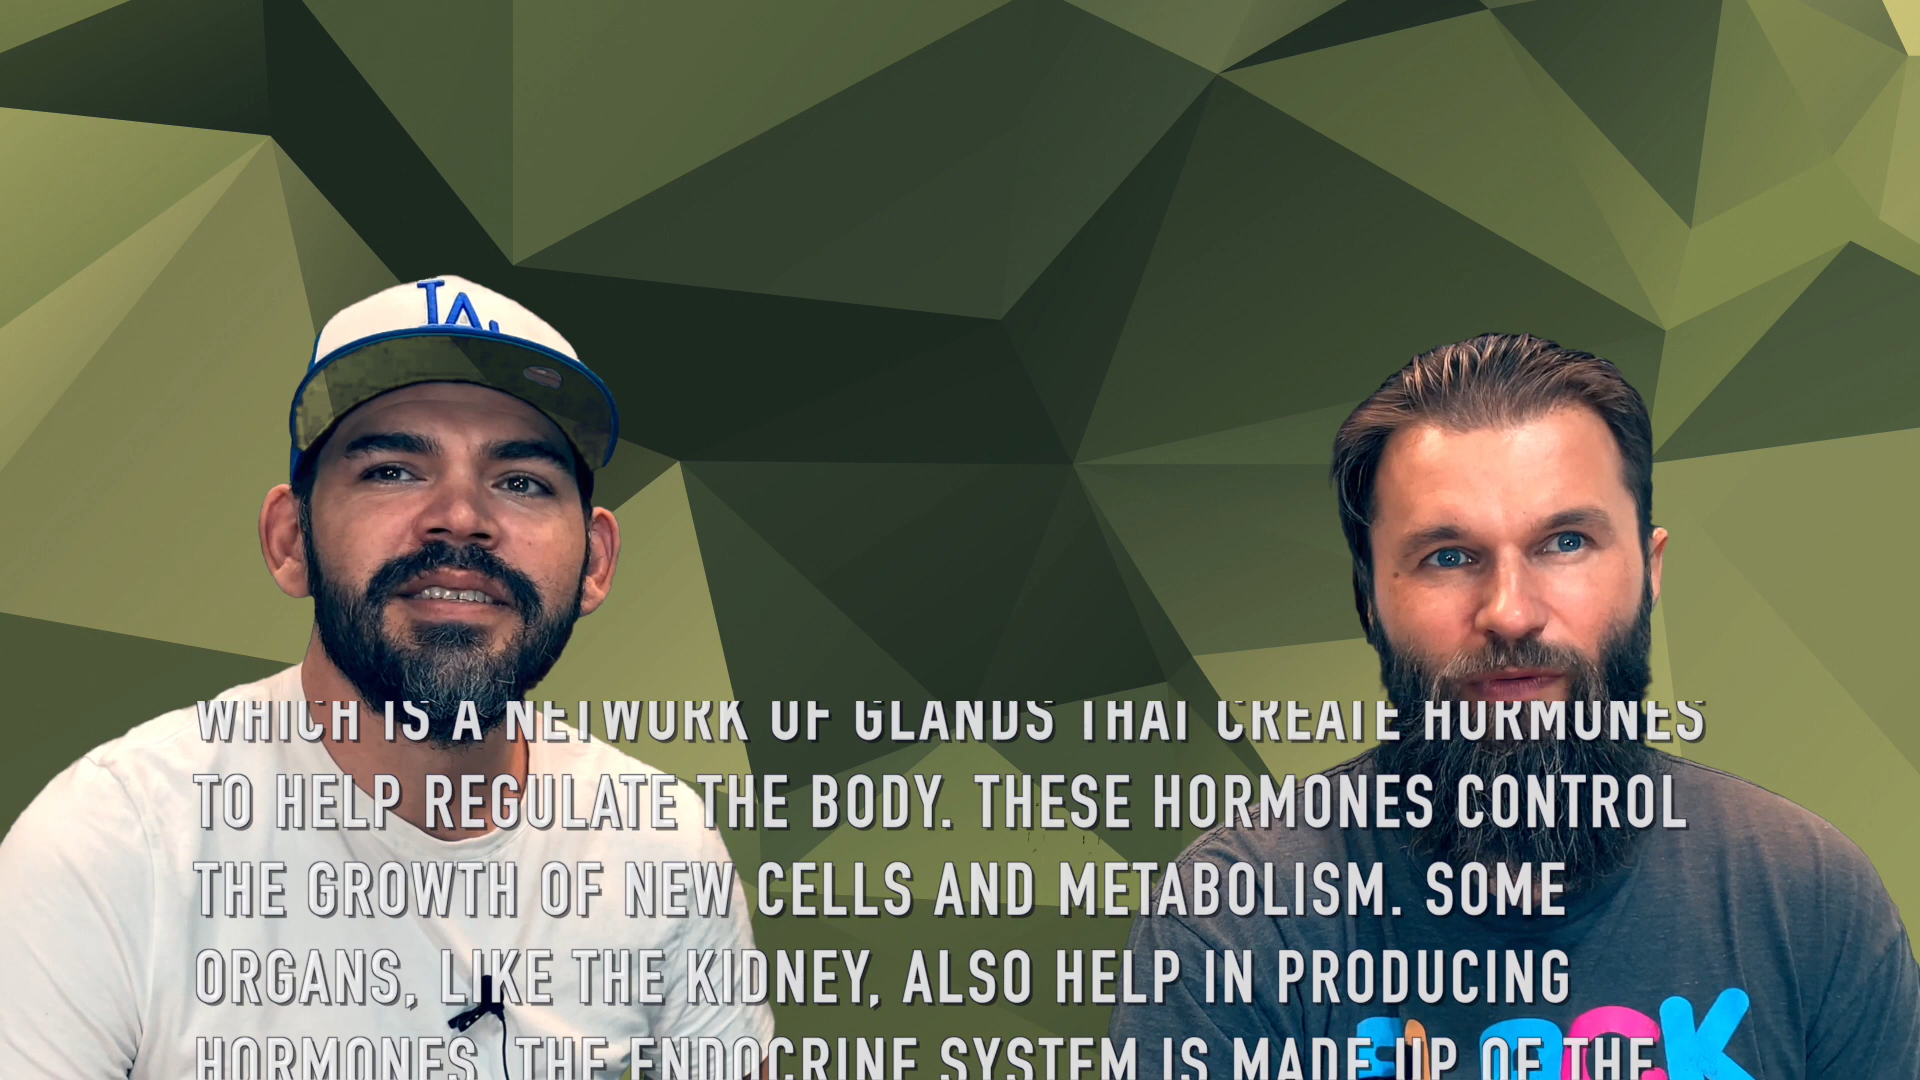 LA
WHICH IS A NETWORK OF GLANDS THAT CREATE HORMONES
TO HELP REGULATE THE BODY. THESE HORMONES CONTROL
THE GROWTH OF NEW CELLS AND METABOLISM. SOME
ORGANS, LIKE THE KIDNEY, ALSO HELP IN PRODUCING
HORMONES. THE ENDOCRINE SYSTEM IS MADE UP OF THE